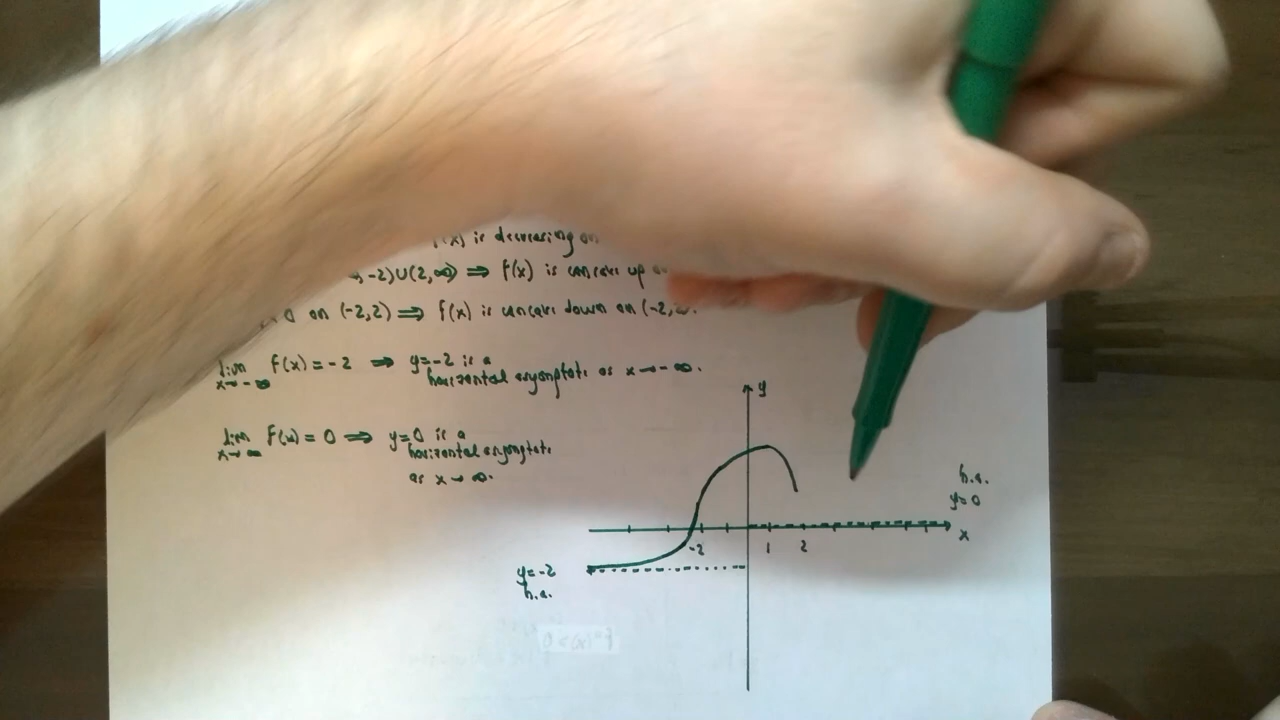 f(x) is decreasing on
, -2)∪(2, ∞) ⇒ f(x) is concave up
< 0 on (-2, 2) ⇒ f(x) is concave down on (-2,
lim f(x) = -2 ⇒ y=-2 is a
x→-∞ horizontal asymptote as x→-∞.
lim f(x) = 0 ⇒ y=0 is a
x→∞ horizontal asymptote
as x→∞.
y
h.a.
y=0
x
-2 1 2
y=-2
h.a.